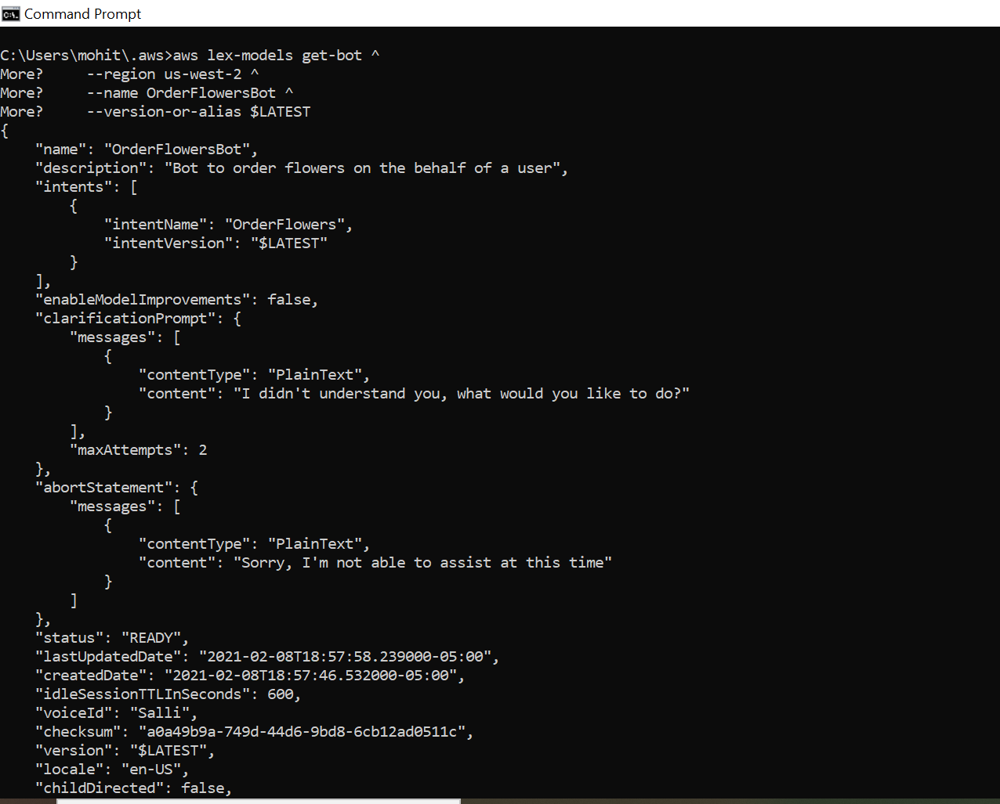 Command Prompt
C:\Users\mohit\.aws>aws lex-models get-bot ^
More?     --region us-west-2 ^
More?     --name OrderFlowersBot ^
More?     --version-or-alias $LATEST
{
    "name": "OrderFlowersBot",
    "description": "Bot to order flowers on the behalf of a user",
    "intents": [
        {
            "intentName": "OrderFlowers",
            "intentVersion": "$LATEST"
        }
    ],
    "enableModelImprovements": false,
    "clarificationPrompt": {
        "messages": [
            {
                "contentType": "PlainText",
                "content": "I didn't understand you, what would you like to do?"
            }
        ],
        "maxAttempts": 2
    },
    "abortStatement": {
        "messages": [
            {
                "contentType": "PlainText",
                "content": "Sorry, I'm not able to assist at this time"
            }
        ]
    },
    "status": "READY",
    "lastUpdatedDate": "2021-02-08T18:57:58.239000-05:00",
    "createdDate": "2021-02-08T18:57:46.532000-05:00",
    "idleSessionTTLInSeconds": 600,
    "voiceId": "Salli",
    "checksum": "a0a49b9a-749d-44d6-9bd8-6cb12ad0511c",
    "version": "$LATEST",
    "locale": "en-US",
    "childDirected": false,